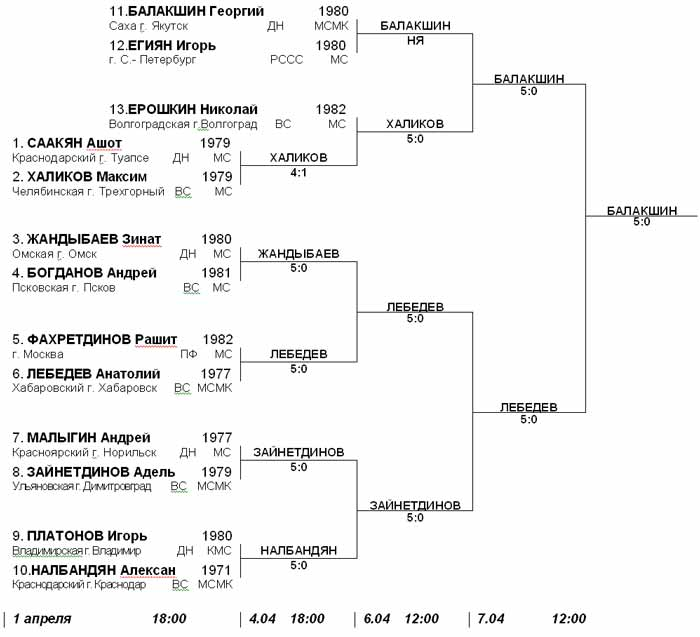 11.БАЛАКШИН Георгий 1980
Саха г. Якутск ДН МСМК
БАЛАКШИН
НЯ
12.ЕГИЯН Игорь 1980
г. С.- Петербург РССС МС
БАЛАКШИН
5:0
13.ЕРОШКИН Николай 1982
Волгоградская г.Волгоград ВС МС
ХАЛИКОВ
5:0
1. СААКЯН Ашот 1979
Краснодарский г. Туапсе ДН МС
ХАЛИКОВ
4:1
2. ХАЛИКОВ Максим 1979
Челябинская г. Трехгорный ВС МС
БАЛАКШИН
5:0
3. ЖАНДЫБАЕВ Зинат 1980
Омская г. Омск ДН МС
ЖАНДЫБАЕВ
5:0
4. БОГДАНОВ Андрей 1981
Псковская г. Псков ВС МС
ЛЕБЕДЕВ
5:0
5. ФАХРЕТДИНОВ Рашит 1982
г. Москва ПФ МС
ЛЕБЕДЕВ
5:0
6. ЛЕБЕДЕВ Анатолий 1977
Хабаровский г. Хабаровск ВС МСМК
ЛЕБЕДЕВ
5:0
7. МАЛЫГИН Андрей 1977
Красноярский г. Норильск ДН МС
ЗАЙНЕТДИНОВ
5:0
8. ЗАЙНЕТДИНОВ Адель 1979
Ульяновская г. Димитровград ВС МСМК
ЗАЙНЕТДИНОВ
5:0
9. ПЛАТОНОВ Игорь 1980
Владимирская г. Владимир ДН КМС
НАЛБАНДЯН
5:0
10.НАЛБАНДЯН Алексан 1971
Краснодарский г. Краснодар ВС МСМК
1 апреля 18:00 4.04 18:00 6.04 12:00 7.04 12:00